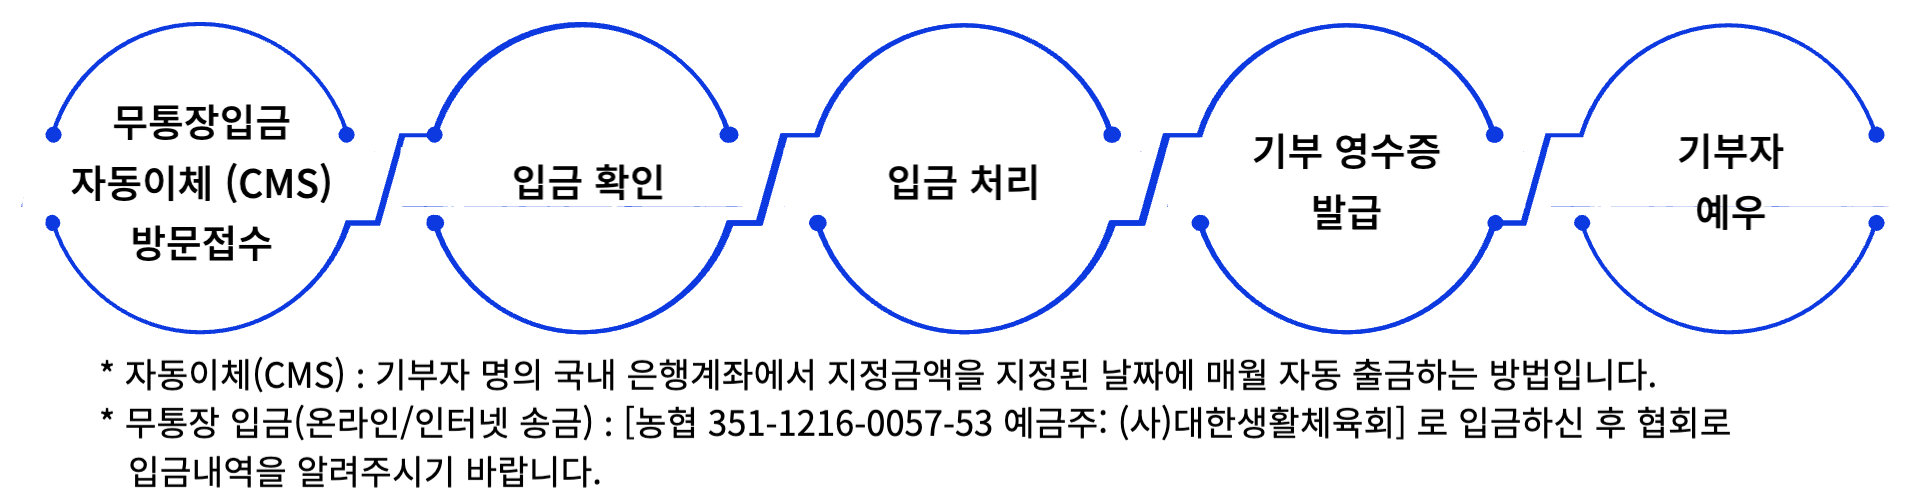 무통장입금
자동이체 (CMS)
방문접수
입금 확인
입금 처리
기부 영수증
발급
기부자
예우
* 자동이체(CMS) : 기부자 명의 국내 은행계좌에서 지정금액을 지정된 날짜에 매월 자동 출금하는 방법입니다.
* 무통장 입금(온라인/인터넷 송금) : [농협 351-1216-0057-53 예금주: (사)대한생활체육회] 로 입금하신 후 협회로
입금내역을 알려주시기 바랍니다.